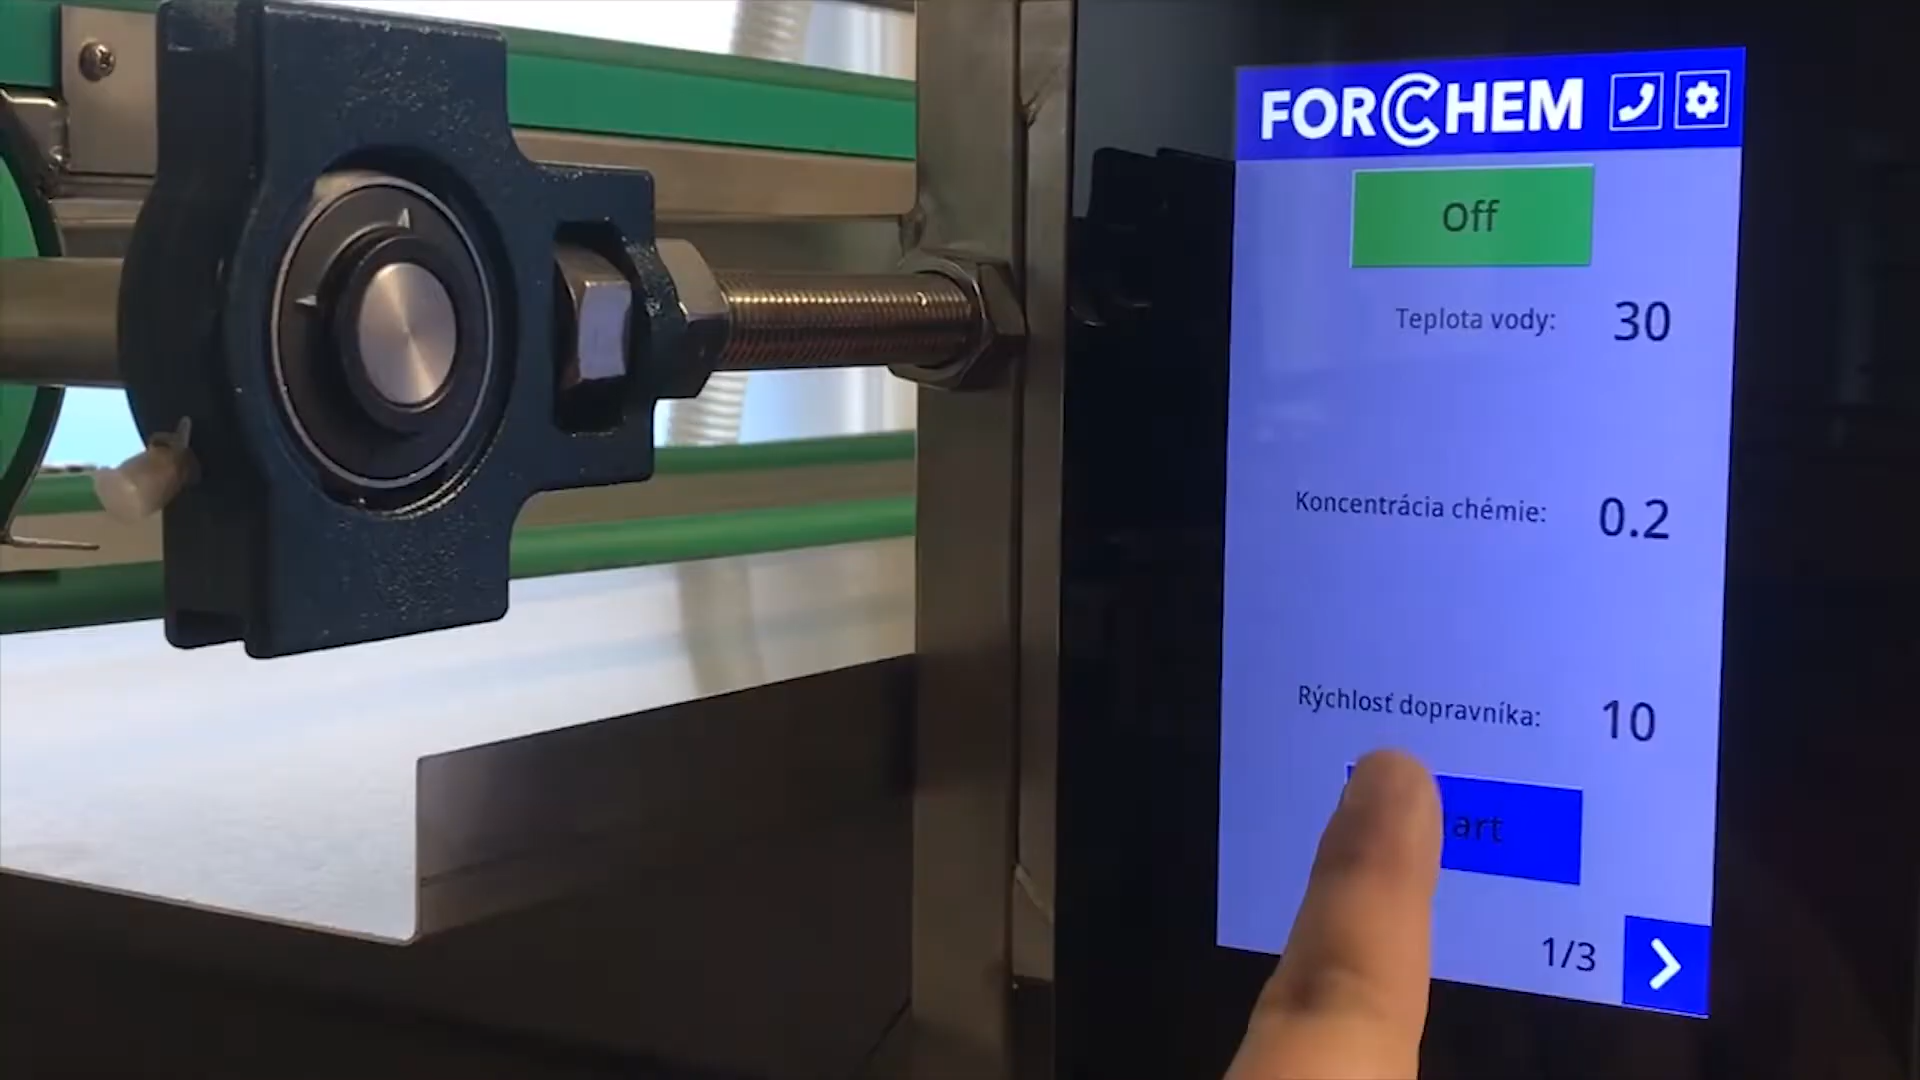 FORCHEM
Off
Teplota vody: 30
Koncentrácia chémie: 0.2
Rýchlosť dopravníka: 10
art
1/3